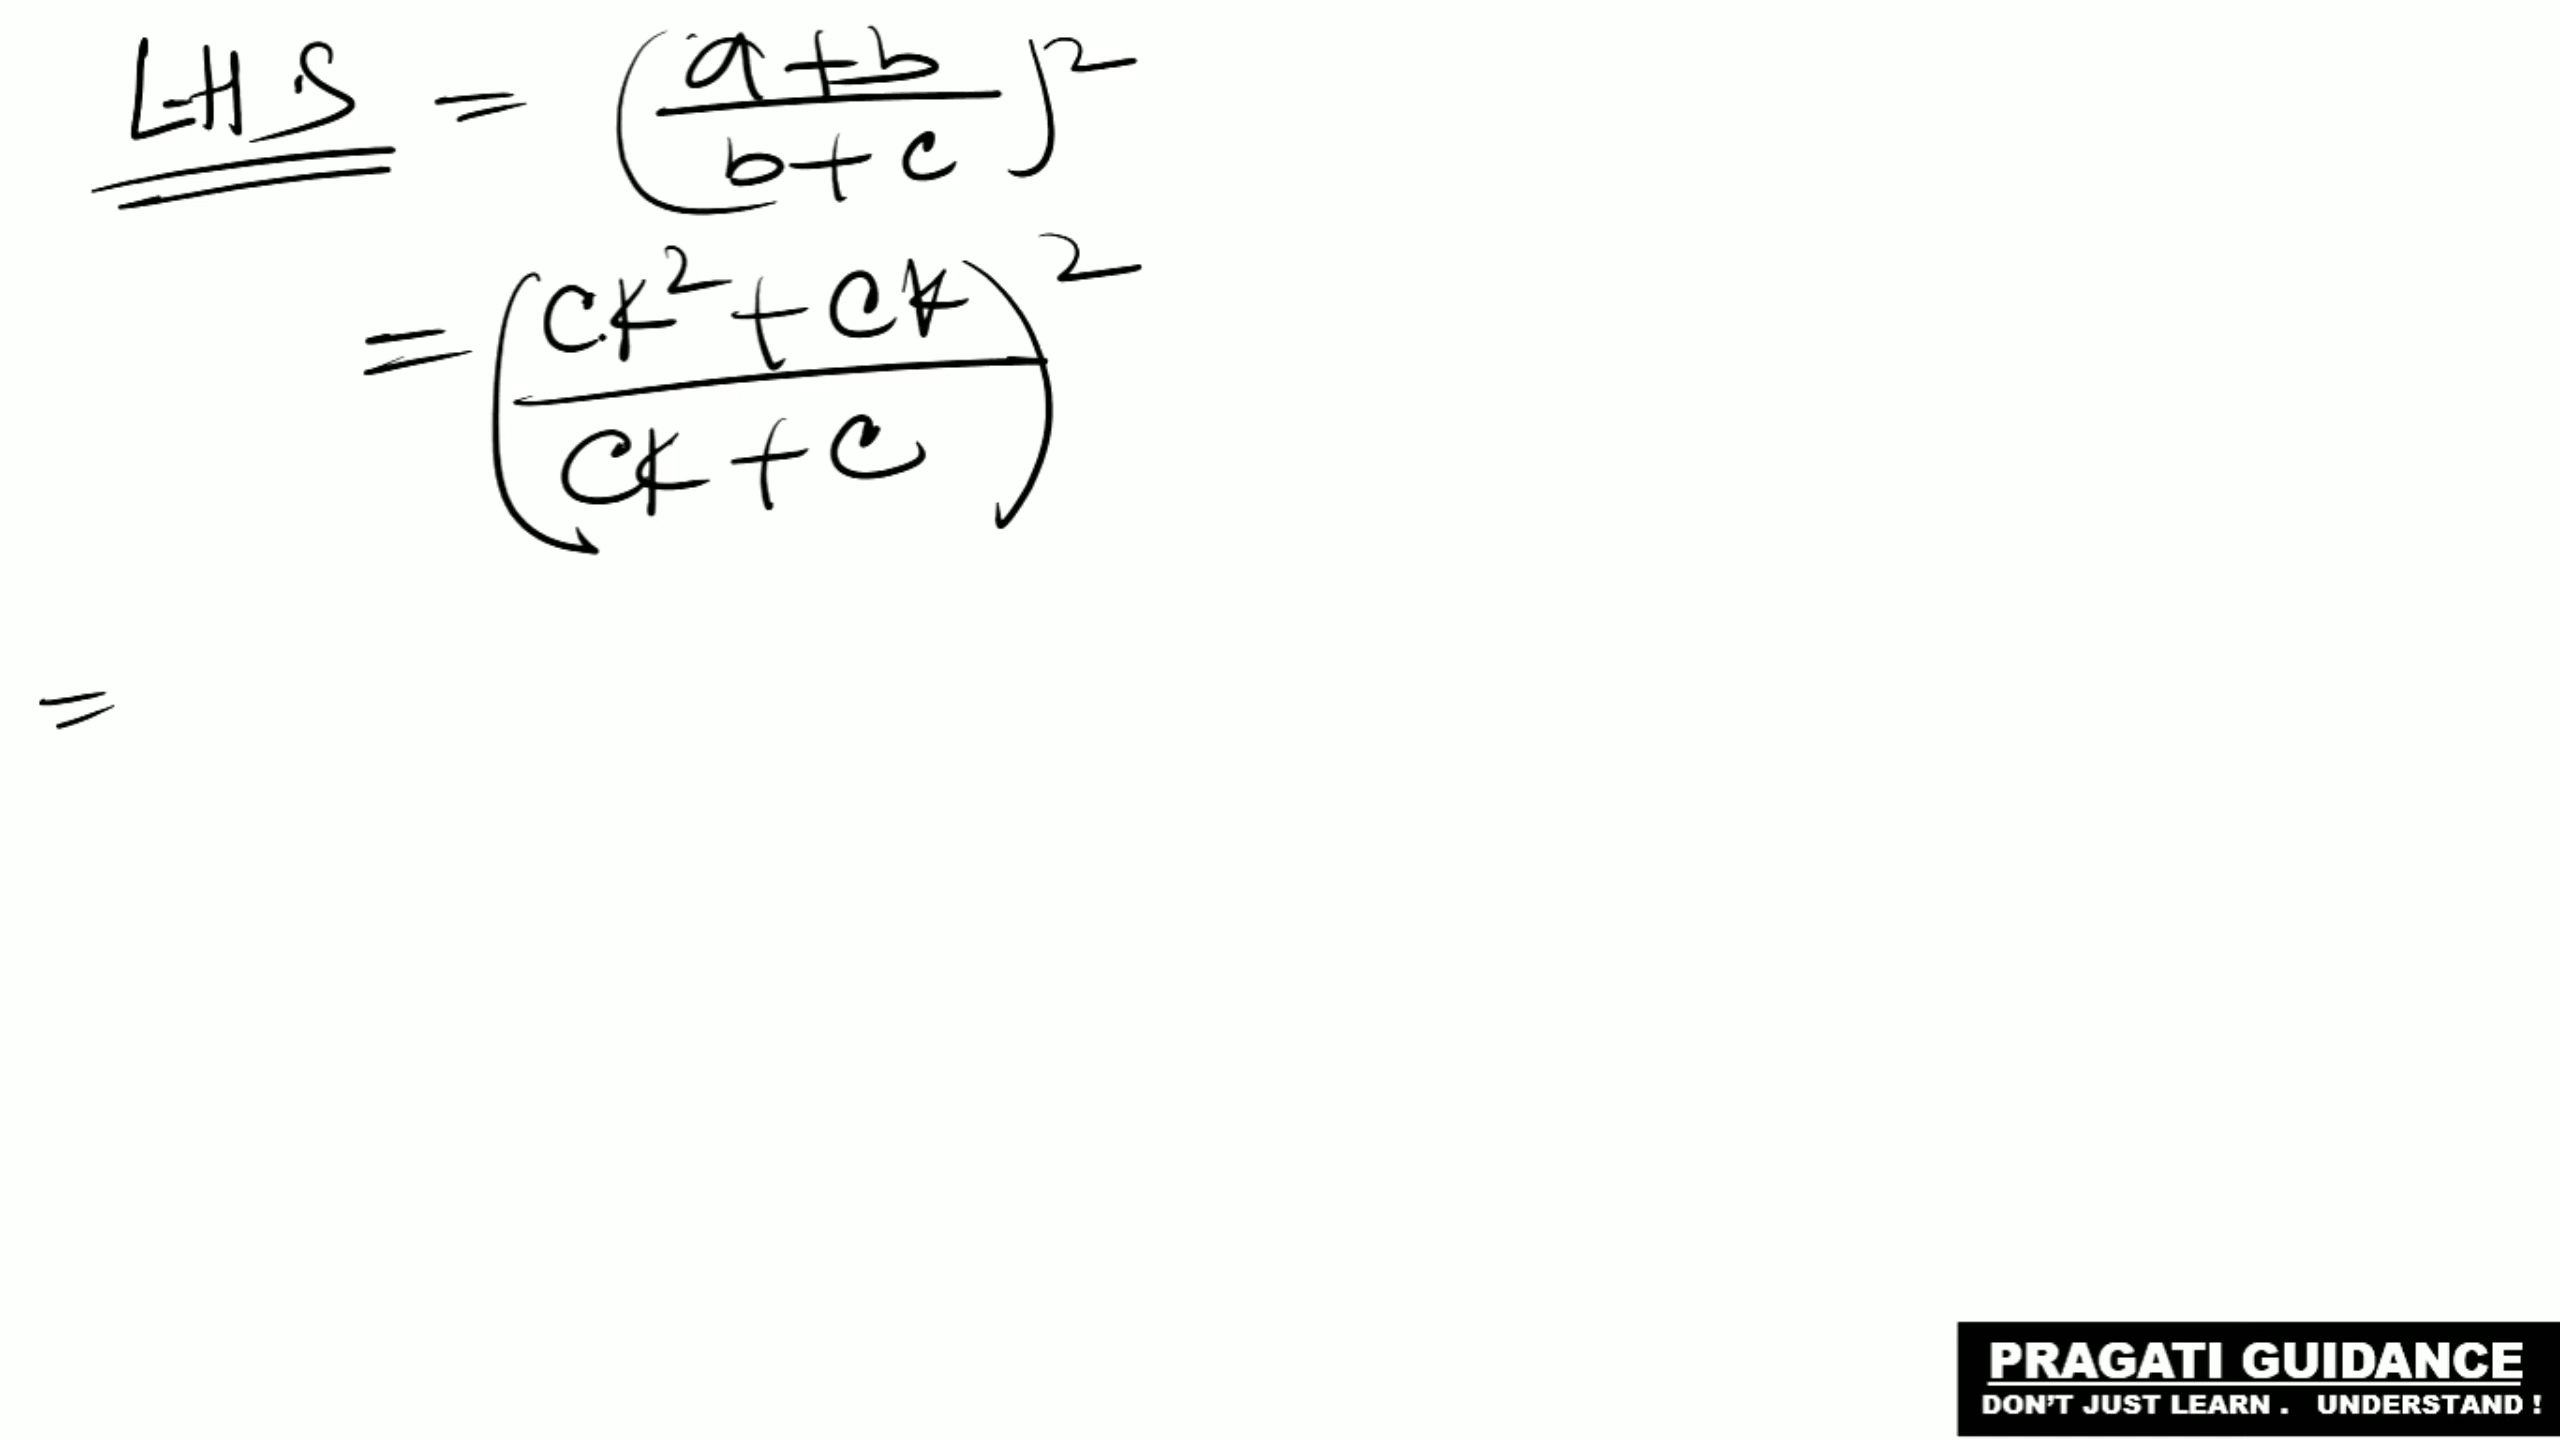 LHS = (a+b / b+c)²
= (ck²+ck / ck+c)²
=
PRAGATI GUIDANCE
DON'T JUST LEARN . UNDERSTAND !